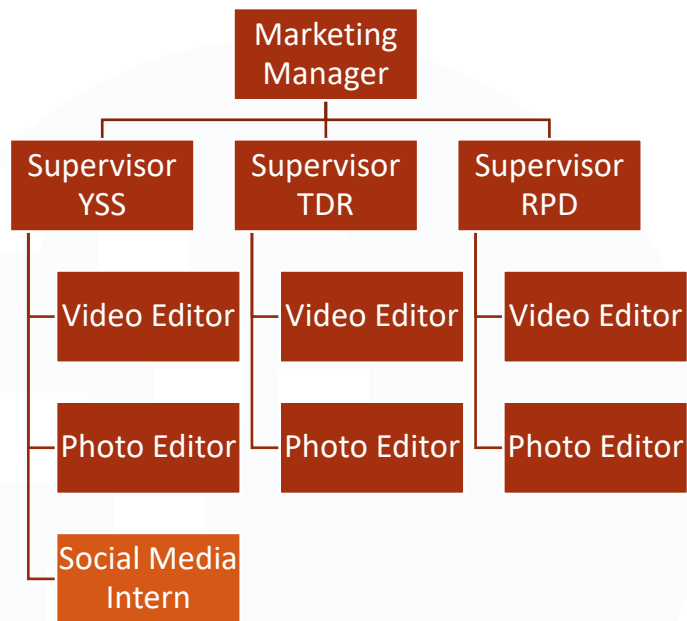 Marketing
Manager
Supervisor
YSS
Supervisor
TDR
Supervisor
RPD
Video Editor
Video Editor
Video Editor
Photo Editor
Photo Editor
Photo Editor
Social Media
Intern